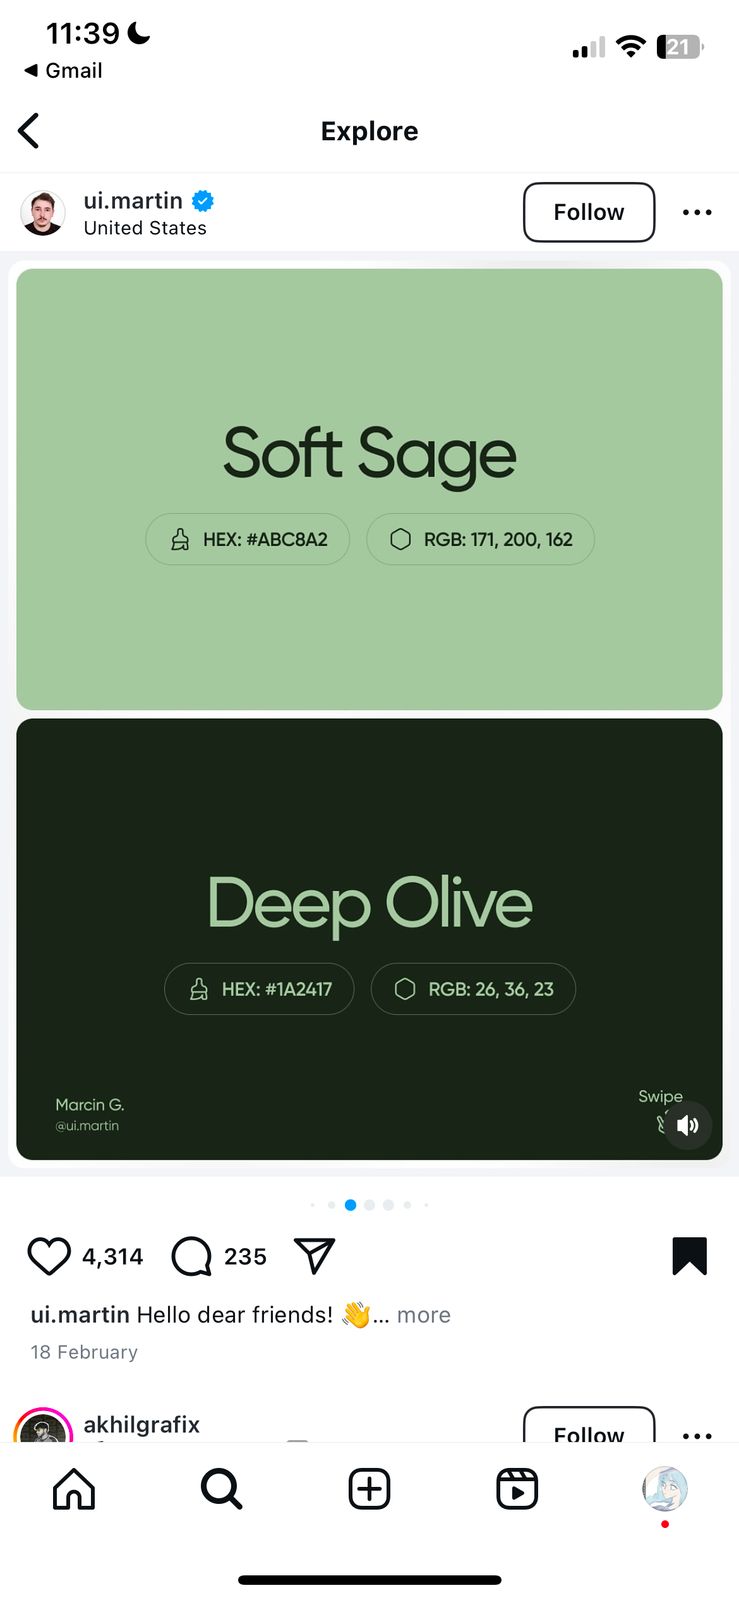 11:39
21
Gmail
Explore
ui.martin
United States
Follow
Soft Sage
HEX: #ABC8A2
RGB: 171, 200, 162
Deep Olive
HEX: #1A2417
RGB: 26, 36, 23
Marcin G.
@ui.martin
Swipe
4,314
235
ui.martin Hello dear friends! 👋... more
18 February
akhilgrafix
Follow